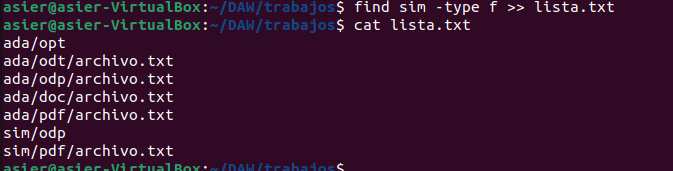 asier@asier-VirtualBox:~/DAW/trabajos$ find sim -type f >> lista.txt
asier@asier-VirtualBox:~/DAW/trabajos$ cat lista.txt
ada/opt
ada/odt/archivo.txt
ada/odp/archivo.txt
ada/doc/archivo.txt
ada/pdf/archivo.txt
sim/odp
sim/pdf/archivo.txt
asier@asier-VirtualBox:~/DAW/trabajos$